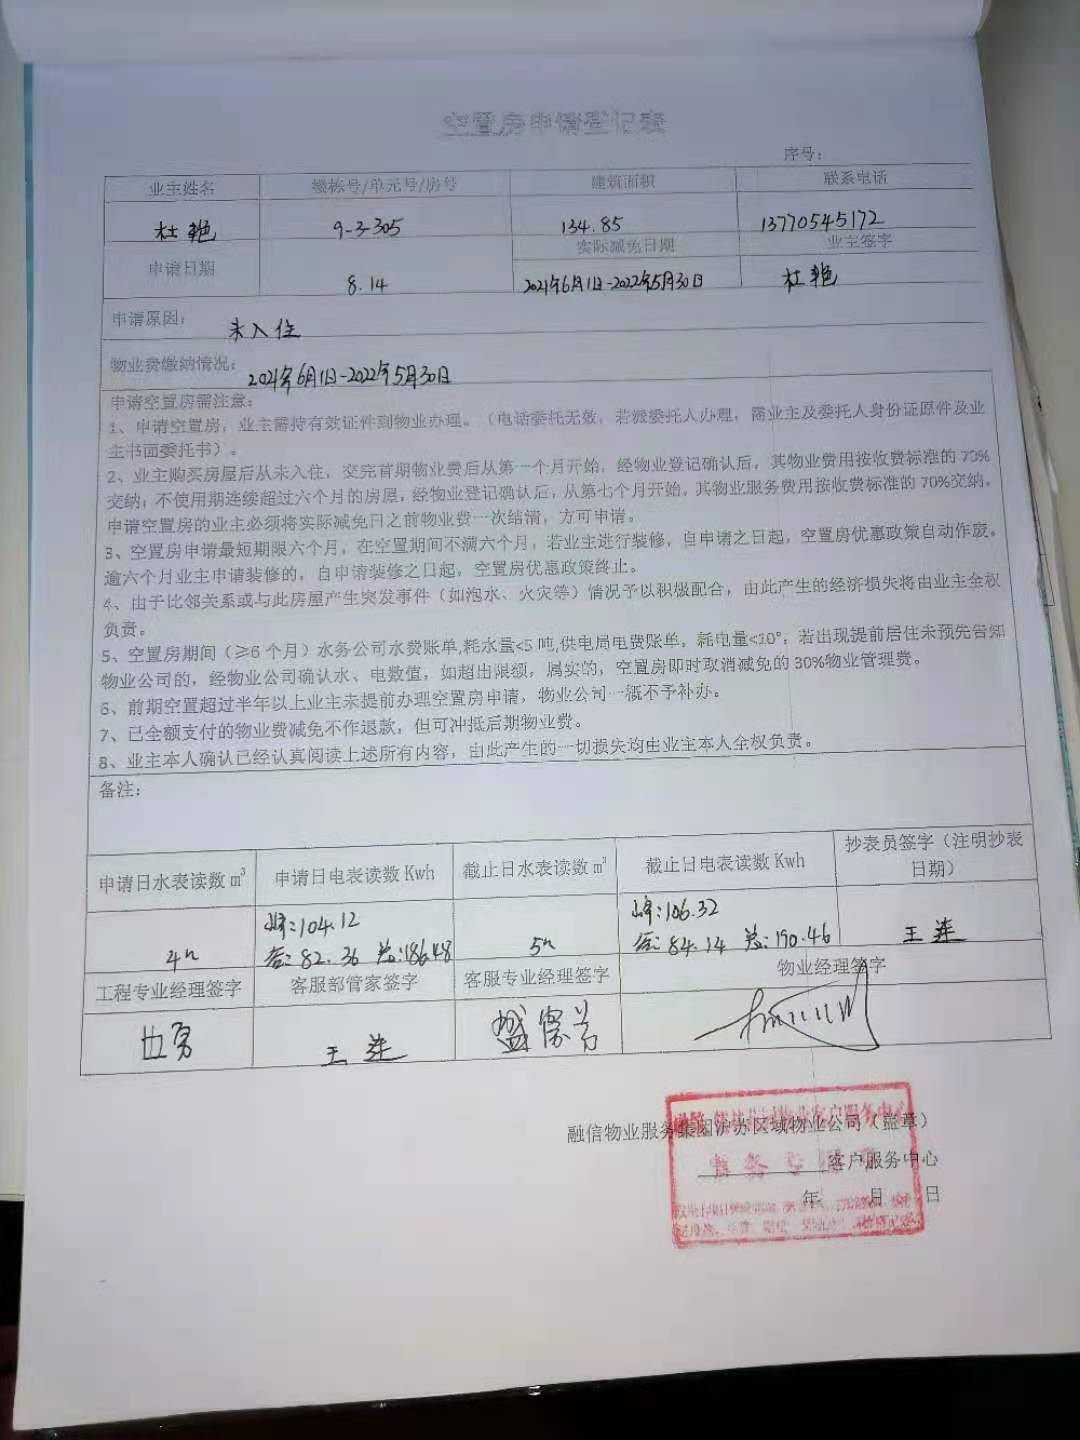 空置房申请登记表
序号：
业主姓名 楼栋号/单元号/房号 建筑面积 联系电话
杜艳 9-3-305 134.85 13770545172
申请日期 8.14 实际减免日期 业主签字
2021年6月1日-2022年5月30日 杜艳
申请原因： 未入住
物业费缴纳情况： 2021年6月1日-2022年5月30日
申请空置房需注意：
1、申请空置房，业主需持有效证件到物业办理。（电话委托无效，若被委托人办理，需业主及委托人身份证原件及业
主书面委托书）。
2、业主购买房屋后从未入住，交完首期物业费后从第一个月开始，经物业登记确认后，其物业费用按收费标准的70%
交纳；不使用期连续超过六个月的房屋，经物业登记确认后，从第七个月开始，其物业服务费用按收费标准的70%交纳。
申请空置房的业主必须将实际减免日之前物业费一次结清，方可申请。
3、空置房申请最短期限六个月，在空置期间不满六个月，若业主进行装修，自申请之日起，空置房优惠政策自动作废。
逾六个月业主申请装修的，自申请装修之日起，空置房优惠政策终止。
4、由于比邻关系或与此房屋产生突发事件（如泡水、火灾等）情况予以积极配合，由此产生的经济损失将由业主全权
负责。
5、空置房期间（≥6个月）水务公司水费账单,耗水量<5吨,供电局电费账单，耗电量<10°；若出现提前居住未预先告知
物业公司的，经物业公司确认水、电数值，如超出限额，属实的，空置房即时取消减免的30%物业管理费。
6、前期空置超过半年以上业主未提前办理空置房申请，物业公司一概不予补办。
7、已全额支付的物业费减免不作退款，但可冲抵后期物业费。
8、业主本人确认已经认真阅读上述所有内容，由此产生的一切损失均由业主本人全权负责。
备注：
申请日水表读数m³ 申请日电表读数Kwh 截止日水表读数m³ 截止日电表读数Kwh 抄表员签字（注明抄表
日期）
峰:104.12 峰:106.32
4 谷:82.36 总:186.48 5 谷:84.14 总:190.46 王莲
工程专业经理签字 客服部管家签字 客服专业经理签字 物业经理签字
王莲
融信物业服务集团沪苏区域物业公司（盖章）
客户服务中心
年 月 日